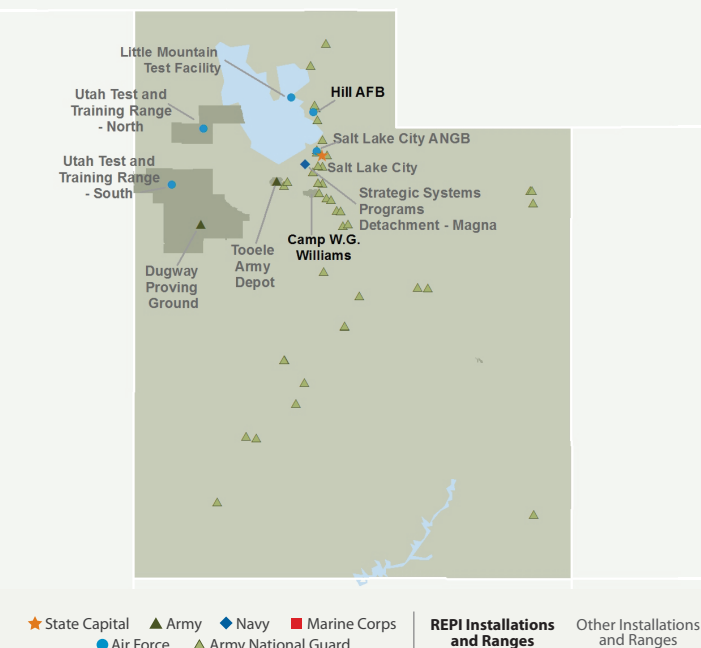 Little Mountain
Test Facility
Hill AFB
Utah Test and
Training Range
- North
Salt Lake City ANGB
Utah Test and
Training Range
- South
Salt Lake City
Strategic Systems
Programs
Detachment - Magna
Camp W.G.
Williams
Tooele
Army
Depot
Dugway
Proving
Ground
State Capital
Army
Navy
Marine Corps
Air Force
Army National Guard
REPI Installations
and Ranges
Other Installations
and Ranges